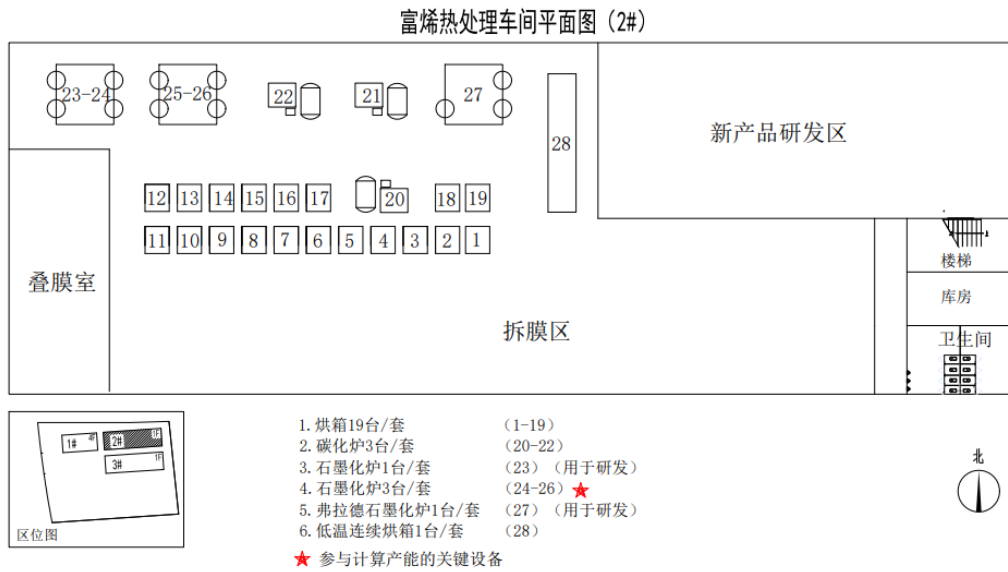 富烯热处理车间平面图（2#）
23-24
25-26
22
21
27
28
新产品研发区
12 13 14 15 16 17 20 18 19
11 10 9 8 7 6 5 4 3 2 1
叠膜室
拆膜区
楼梯
库房
卫生间
1# 4F
2# 1F
3# 1F
区位图
1. 烘箱19台/套 （1-19）
2. 碳化炉3台/套 （20-22）
3. 石墨化炉1台/套 （23）（用于研发）
4. 石墨化炉3台/套 （24-26）
5. 弗拉德石墨化炉1台/套 （27）（用于研发）
6. 低温连续烘箱1台/套 （28）
参与计算产能的关键设备
北